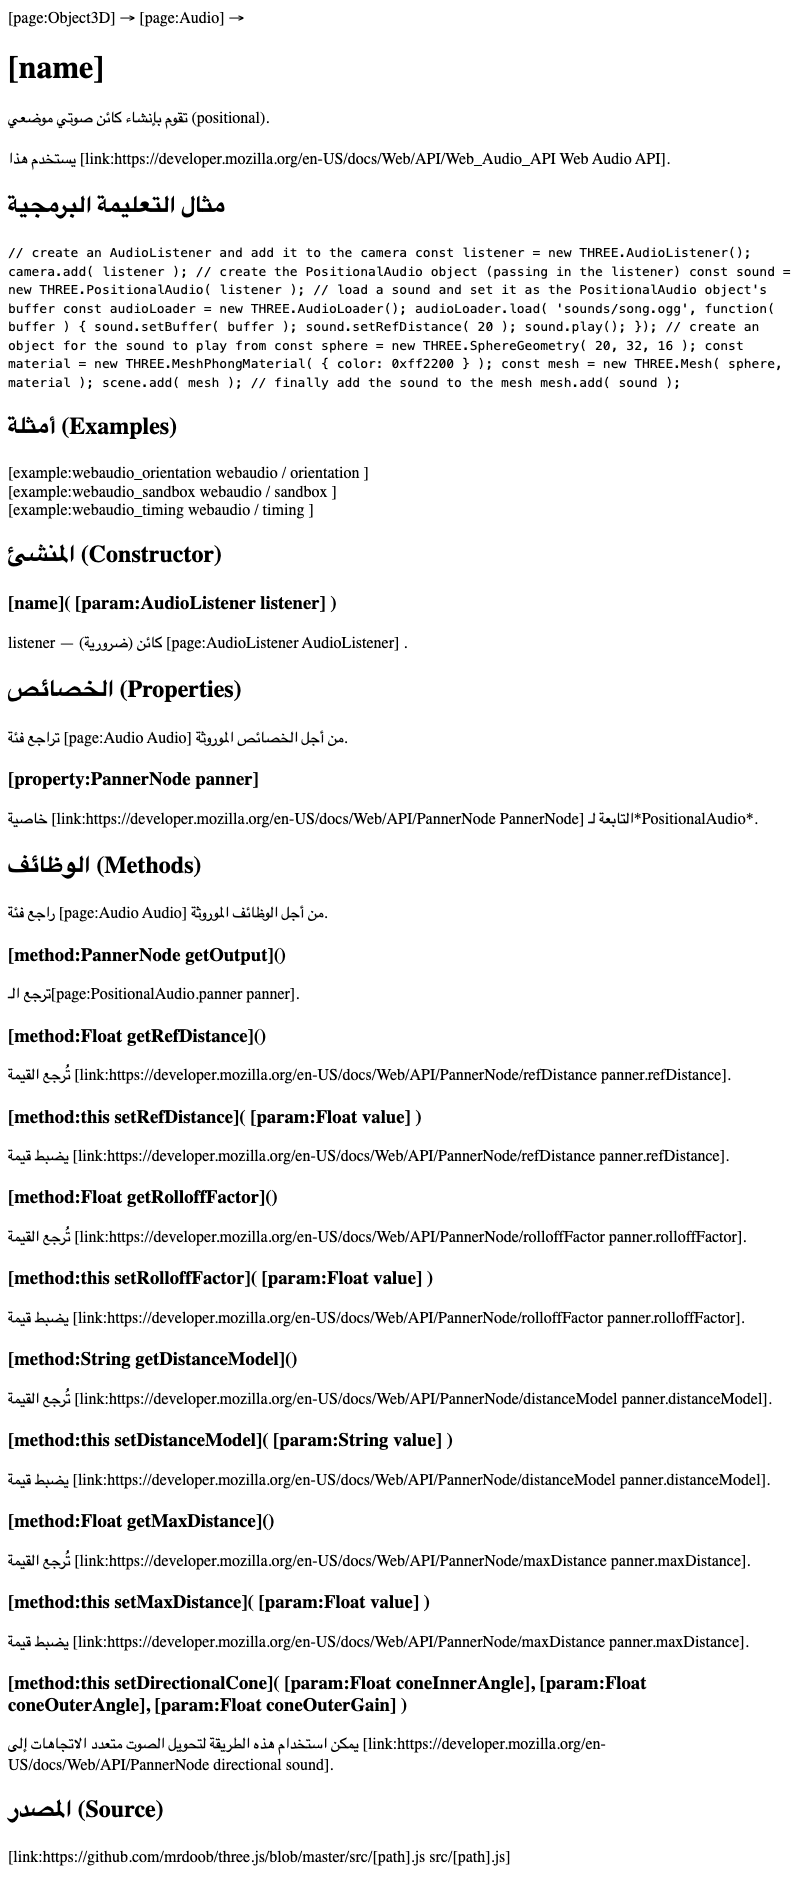 [page:Object3D] → [page:Audio] →
[name]
تقوم بإنشاء كائن صوتي موضعي (positional).
يستخدم هذا [link:https://developer.mozilla.org/en-US/docs/Web/API/Web_Audio_API Web Audio API].
مثال التعليمة البرمجية
// create an AudioListener and add it to the camera const listener = new THREE.AudioListener();
camera.add( listener ); // create the PositionalAudio object (passing in the listener) const sound =
new THREE.PositionalAudio( listener ); // load a sound and set it as the PositionalAudio object's
buffer const audioLoader = new THREE.AudioLoader(); audioLoader.load( 'sounds/song.ogg', function(
buffer ) { sound.setBuffer( buffer ); sound.setRefDistance( 20 ); sound.play(); }); // create an
object for the sound to play from const sphere = new THREE.SphereGeometry( 20, 32, 16 ); const
material = new THREE.MeshPhongMaterial( { color: 0xff2200 } ); const mesh = new THREE.Mesh( sphere,
material ); scene.add( mesh ); // finally add the sound to the mesh mesh.add( sound );
أمثلة (Examples)
[example:webaudio_orientation webaudio / orientation ]
[example:webaudio_sandbox webaudio / sandbox ]
[example:webaudio_timing webaudio / timing ]
المنشئ (Constructor)
[name]( [param:AudioListener listener] )
listener — (ضرورية) كائن [page:AudioListener AudioListener] .
الخصائص (Properties)
تراجع فئة [page:Audio Audio] من أجل الخصائص الموروثة.
[property:PannerNode panner]
خاصية [link:https://developer.mozilla.org/en-US/docs/Web/API/PannerNode PannerNode] التابعة لـ*PositionalAudio*.
الوظائف (Methods)
راجع فئة [page:Audio Audio] من أجل الوظائف الموروثة.
[method:PannerNode getOutput]()
ترجع الـ[page:PositionalAudio.panner panner].
[method:Float getRefDistance]()
تُرجع القيمة [link:https://developer.mozilla.org/en-US/docs/Web/API/PannerNode/refDistance panner.refDistance].
[method:this setRefDistance]( [param:Float value] )
يضبط قيمة [link:https://developer.mozilla.org/en-US/docs/Web/API/PannerNode/refDistance panner.refDistance].
[method:Float getRolloffFactor]()
تُرجع القيمة [link:https://developer.mozilla.org/en-US/docs/Web/API/PannerNode/rolloffFactor panner.rolloffFactor].
[method:this setRolloffFactor]( [param:Float value] )
يضبط قيمة [link:https://developer.mozilla.org/en-US/docs/Web/API/PannerNode/rolloffFactor panner.rolloffFactor].
[method:String getDistanceModel]()
تُرجع القيمة [link:https://developer.mozilla.org/en-US/docs/Web/API/PannerNode/distanceModel panner.distanceModel].
[method:this setDistanceModel]( [param:String value] )
يضبط قيمة [link:https://developer.mozilla.org/en-US/docs/Web/API/PannerNode/distanceModel panner.distanceModel].
[method:Float getMaxDistance]()
تُرجع القيمة [link:https://developer.mozilla.org/en-US/docs/Web/API/PannerNode/maxDistance panner.maxDistance].
[method:this setMaxDistance]( [param:Float value] )
يضبط قيمة [link:https://developer.mozilla.org/en-US/docs/Web/API/PannerNode/maxDistance panner.maxDistance].
[method:this setDirectionalCone]( [param:Float coneInnerAngle], [param:Float
coneOuterAngle], [param:Float coneOuterGain] )
يمكن استخدام هذه الطريقة لتحويل الصوت متعدد الاتجاهات إلى [link:https://developer.mozilla.org/en-
US/docs/Web/API/PannerNode directional sound].
المصدر (Source)
[link:https://github.com/mrdoob/three.js/blob/master/src/[path].js src/[path].js]